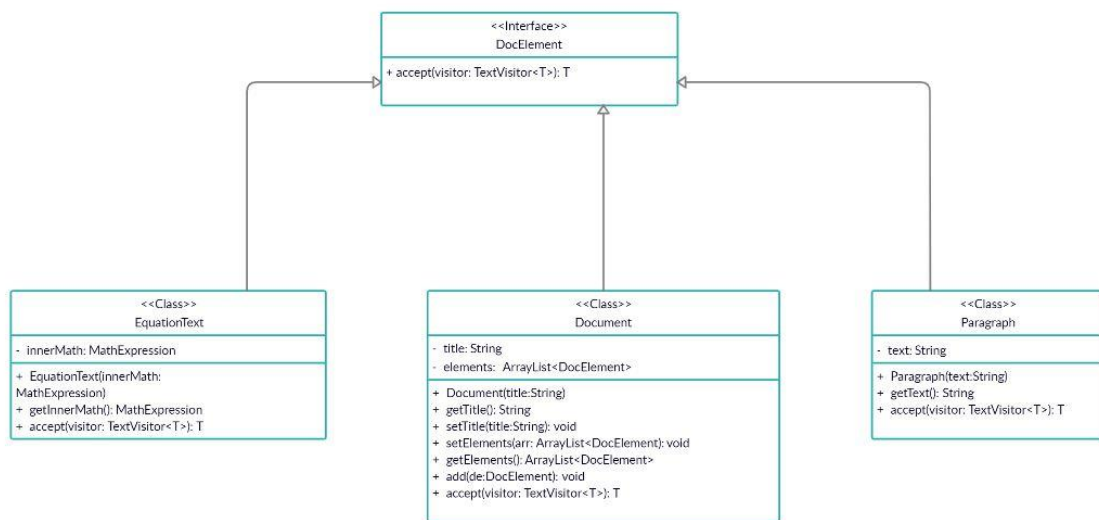 <<Interface>>
DocElement
+ accept(visitor: TextVisitor<T>): T
<<Class>>
EquationText
- innerMath: MathExpression
+ EquationText(innerMath:
MathExpression)
+ getInnerMath(): MathExpression
+ accept(visitor: TextVisitor<T>): T
<<Class>>
Document
- title: String
- elements: ArrayList<DocElement>
+ Document(title:String)
+ getTitle(): String
+ setTitle(title:String): void
+ setElements(arr: ArrayList<DocElement): void
+ getElements(): ArrayList<DocElement>
+ add(de:DocElement): void
+ accept(visitor: TextVisitor<T>): T
<<Class>>
Paragraph
- text: String
+ Paragraph(text:String)
+ getText(): String
+ accept(visitor: TextVisitor<T>): T